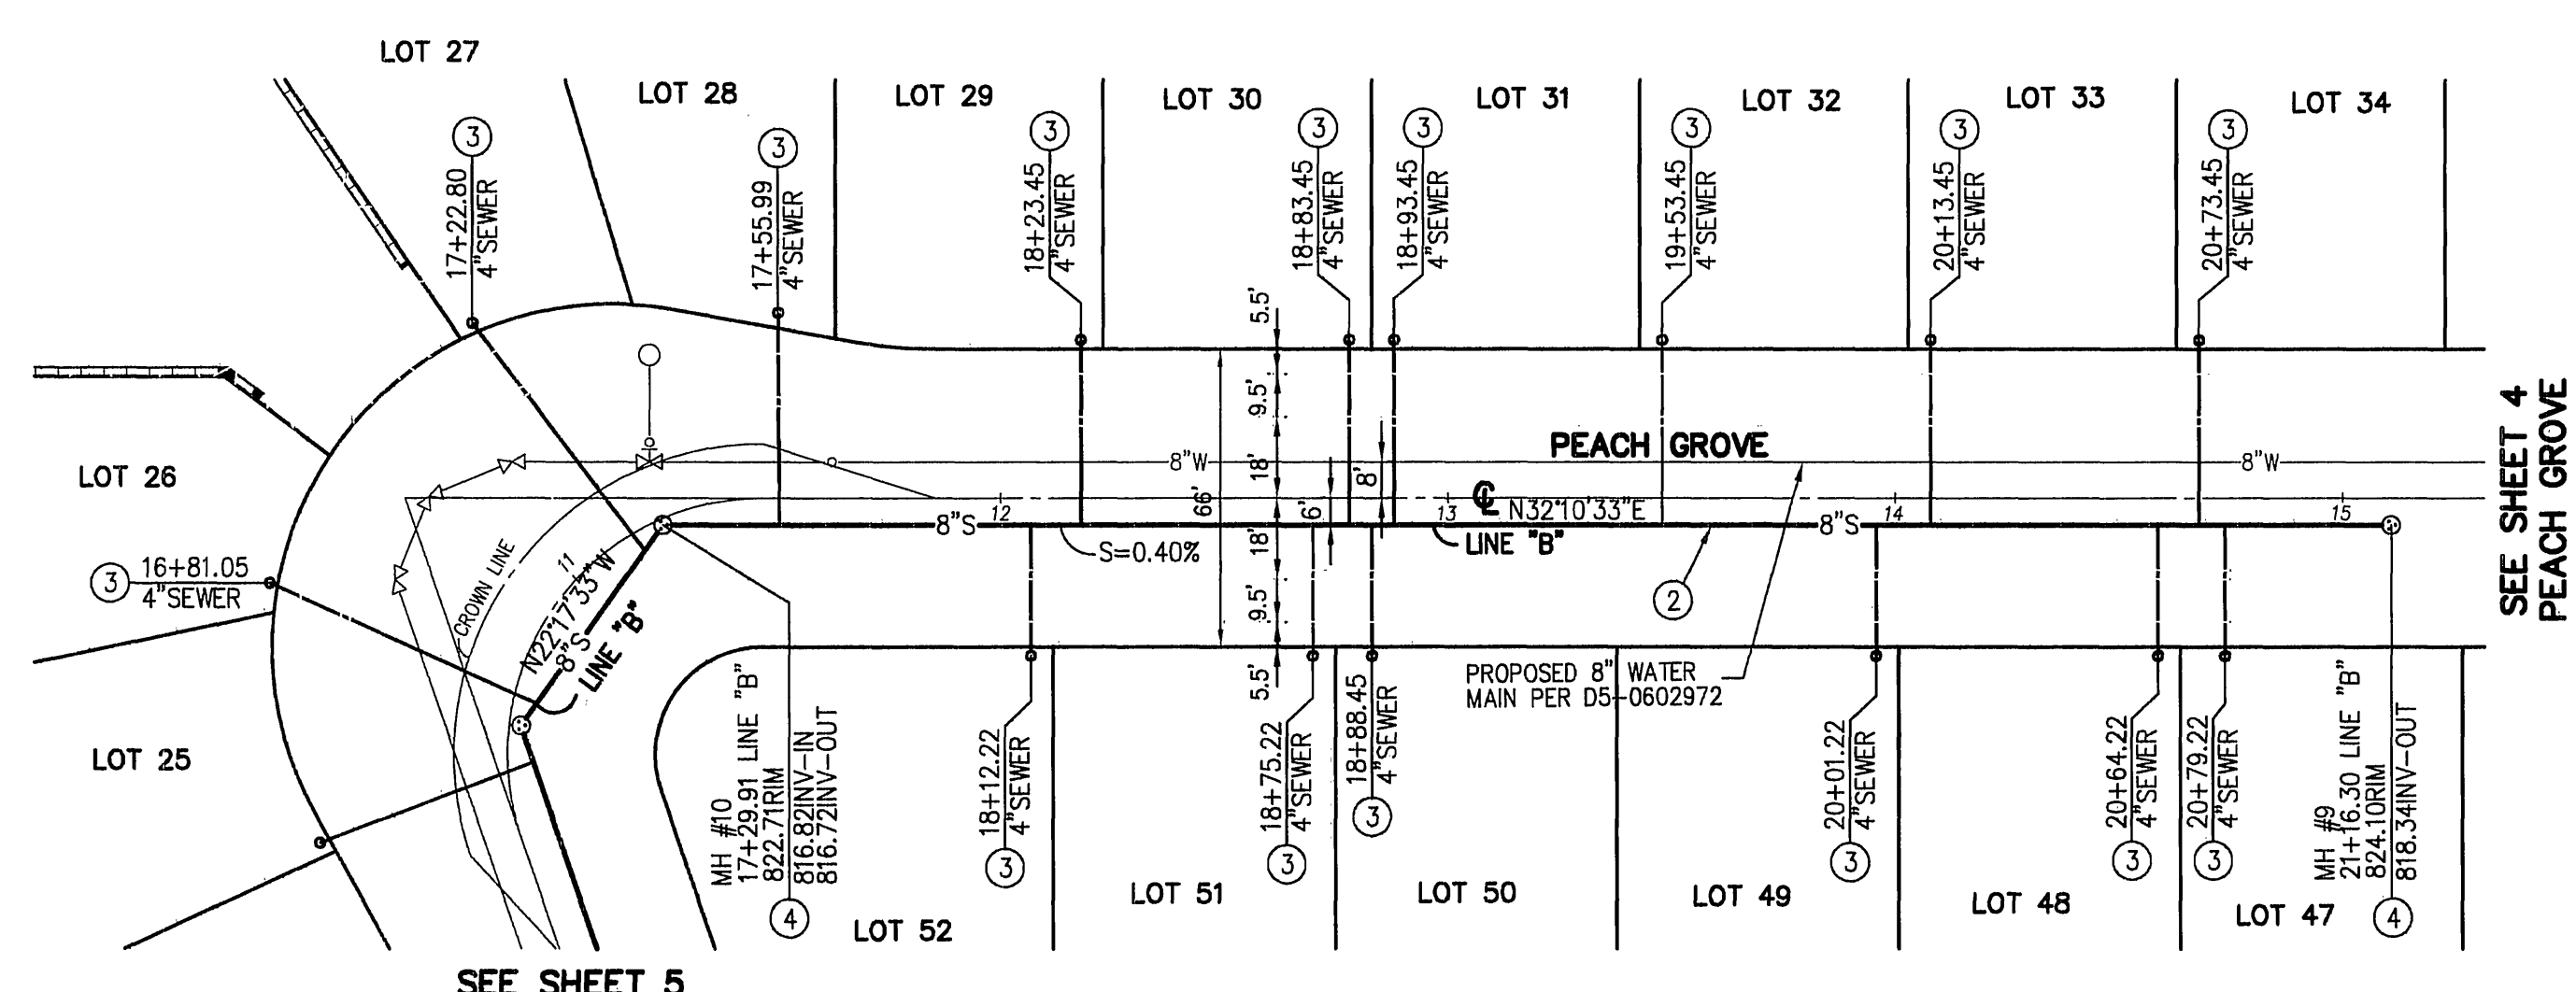 LOT 27
LOT 28
LOT 29
LOT 30
LOT 31
LOT 32
LOT 33
LOT 34
3
17+22.80
4"SEWER
3
17+55.99
4"SEWER
3
18+23.45
4"SEWER
3
18+83.45
4"SEWER
3
18+93.45
4"SEWER
3
19+53.45
4"SEWER
3
20+13.45
4"SEWER
3
20+73.45
4"SEWER
5.5'
9.5'
18'
66'
6'
8'
18'
9.5'
5.5'
PEACH GROVE
8"W
8"W
12
13
14
15
℄ N32°10'33"E
8"S
8"S
S=0.40%
LINE "B"
2
SEE SHEET 4
PEACH GROVE
LOT 26
3
16+81.05
4"SEWER
CROWN LINE
11
N22°17'33"W
8"S
LINE "B"
LOT 25
MH #10
17+29.91 LINE "B"
822.71RIM
816.82INV-IN
816.72INV-OUT
4
18+12.22
4"SEWER
3
18+75.22
4"SEWER
3
18+88.45
4"SEWER
3
PROPOSED 8" WATER
MAIN PER D5-0602972
20+01.22
4"SEWER
3
20+64.22
4"SEWER
3
20+79.22
4"SEWER
3
MH #9
21+16.30 LINE "B"
824.10RIM
818.34INV-OUT
4
LOT 52
LOT 51
LOT 50
LOT 49
LOT 48
LOT 47
SEE SHEET 5